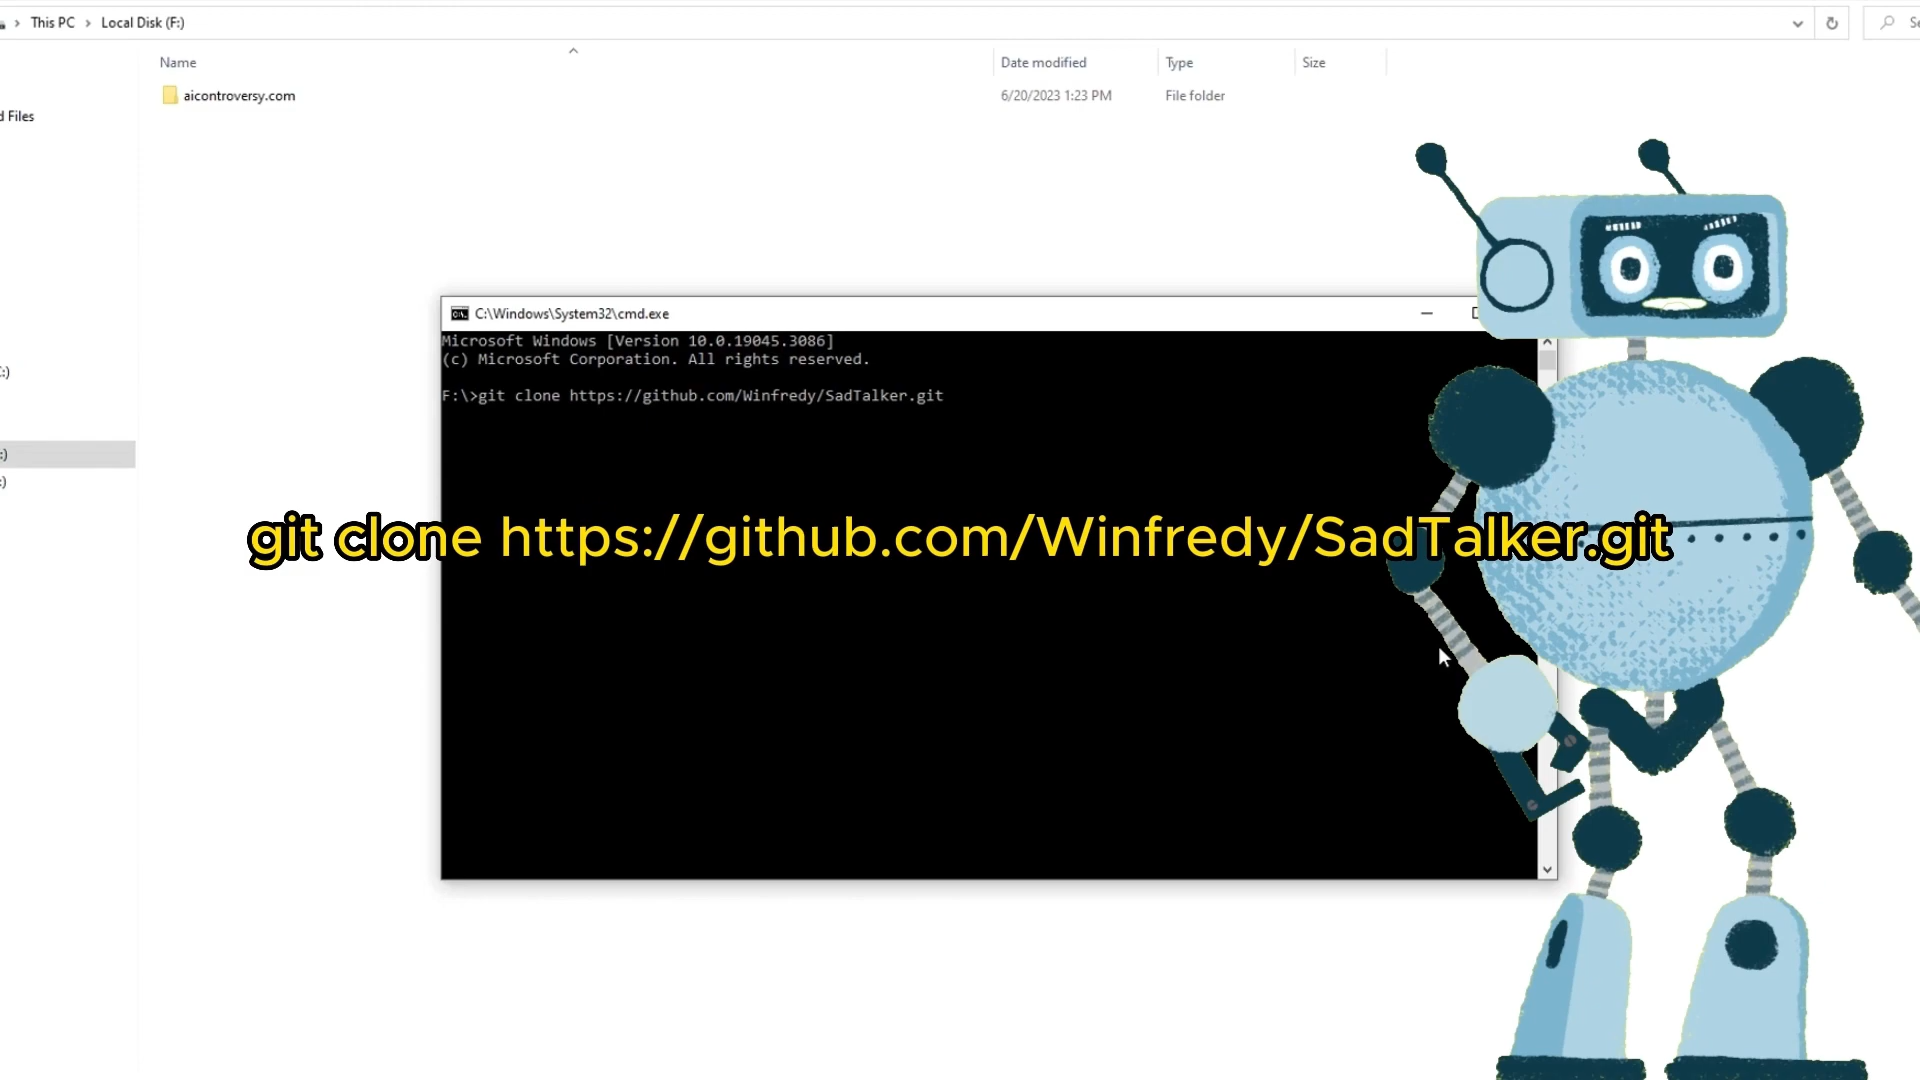 This PC > Local Disk (F:)
Se
Name Date modified Type Size
aicontroversy.com 6/20/2023 1:23 PM File folder
d Files
:)
:)
:)
C:\Windows\System32\cmd.exe
Microsoft Windows [Version 10.0.19045.3086]
(c) Microsoft Corporation. All rights reserved.
F:\>git clone https://github.com/Winfredy/SadTalker.git
git clone https://github.com/Winfredy/SadTalker.git